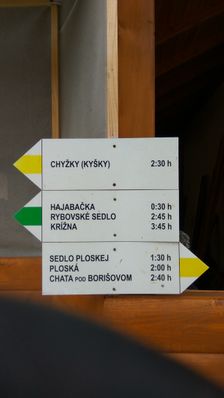 CHYŽKY (KYŠKY) 2:30 h
HAJABAČKA 0:30 h
RYBOVSKÉ SEDLO 2:45 h
KRÍŽNA 3:45 h
SEDLO PLOSKEJ 1:30 h
PLOSKÁ 2:00 h
CHATA POD BORIŠOVOM 2:40 h